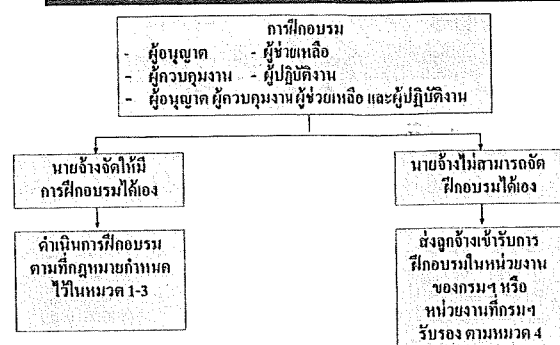 การฝึกอบรม
- ผู้อนุญาต - ผู้ช่วยเหลือ
- ผู้ควบคุมงาน - ผู้ปฏิบัติงาน
- ผู้อนุญาต ผู้ควบคุมงาน ผู้ช่วยเหลือ และผู้ปฏิบัติงาน
นายจ้างจัดให้มี
การฝึกอบรมได้เอง
นายจ้างไม่สามารถจัด
ฝึกอบรมได้เอง
ดำเนินการฝึกอบรม
ตามที่กฎหมายกำหนด
ไว้ในหมวด 1-3
ส่งลูกจ้างเข้ารับการ
ฝึกอบรมในหน่วยงาน
ของกรมฯ หรือ
หน่วยงานที่กรมฯ
รับรอง ตามหมวด 4